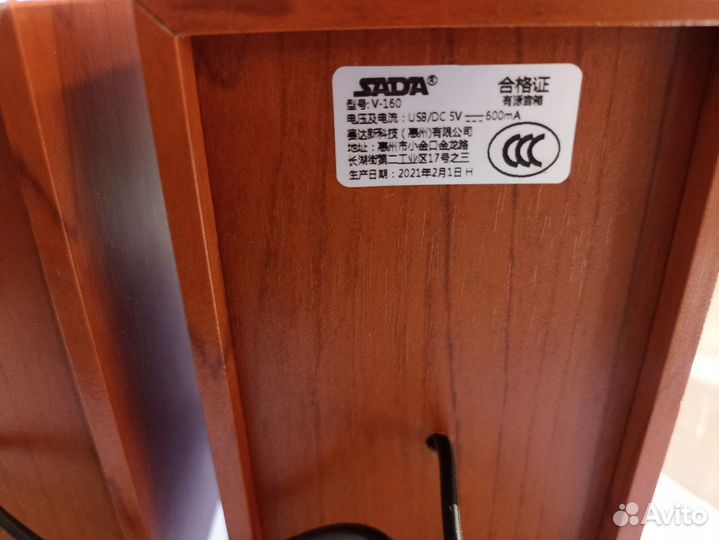 SADA® 合格证
型号: V-160 有源音箱
电压及电流: USB/DC 5V ⎓ 600mA
赛达新科技(惠州)有限公司
地址: 惠州市小金口金龙路
长湖街第二工业区17号之三
生产日期: 2021年2月1日 H
CCC
Avito